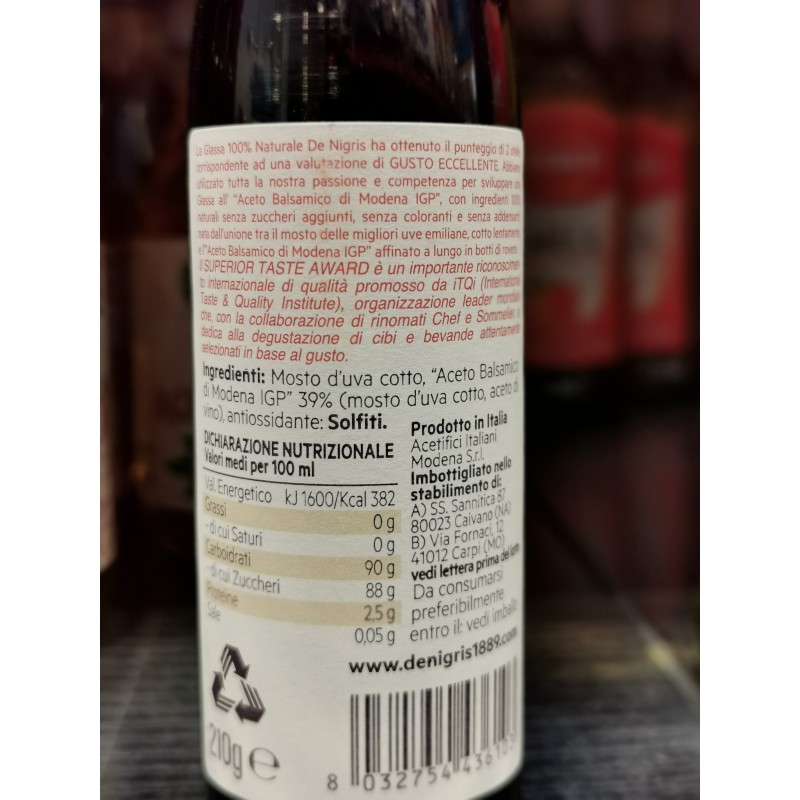 La Glassa 100% Naturale De Nigris ha ottenuto il punteggio di 2 stelle
corrispondente ad una valutazione di GUSTO ECCELLENTE. Abbiamo
utilizzato tutta la nostra passione e competenza per sviluppare una
Glassa all' "Aceto Balsamico di Modena IGP", con ingredienti 100%
naturali senza zuccheri aggiunti, senza coloranti e senza addensanti
nata dall'unione tra il mosto delle migliori uve emiliane, cotto lentamente,
e l'"Aceto Balsamico di Modena IGP" affinato a lungo in botti di rovere.
Il SUPERIOR TASTE AWARD è un importante riconoscimen
to internazionale di qualità promosso da iTQi (International
Taste & Quality Institute), organizzazione leader mondiale
che, con la collaborazione di rinomati Chef e Sommelier, si
dedica alla degustazione di cibi e bevande attentamente
selezionati in base al gusto.
Ingredienti: Mosto d'uva cotto, "Aceto Balsamico
di Modena IGP" 39% (mosto d'uva cotto, aceto di
vino), antiossidante: Solfiti.
DICHIARAZIONE NUTRIZIONALE
Valori medi per 100 ml
Val. Energetico kJ 1600/Kcal 382
Grassi 0 g
-di cui Saturi 0 g
Carboidrati 90 g
-di cui Zuccheri 88 g
Proteine 2,5 g
Sale 0,05 g
Prodotto in Italia
Acetifici Italiani
Modena S.r.l.
Imbottigliato nello
stabilimento di:
A) SS. Sannitica 87
80023 Caivano (NA)
B) Via Fornaci, 12
41012 Carpi (MO)
vedi lettera prima del lotto
Da consumarsi
preferibilmente
entro il: vedi imballo
www.denigris1889.com
210g e
8 032754 436105